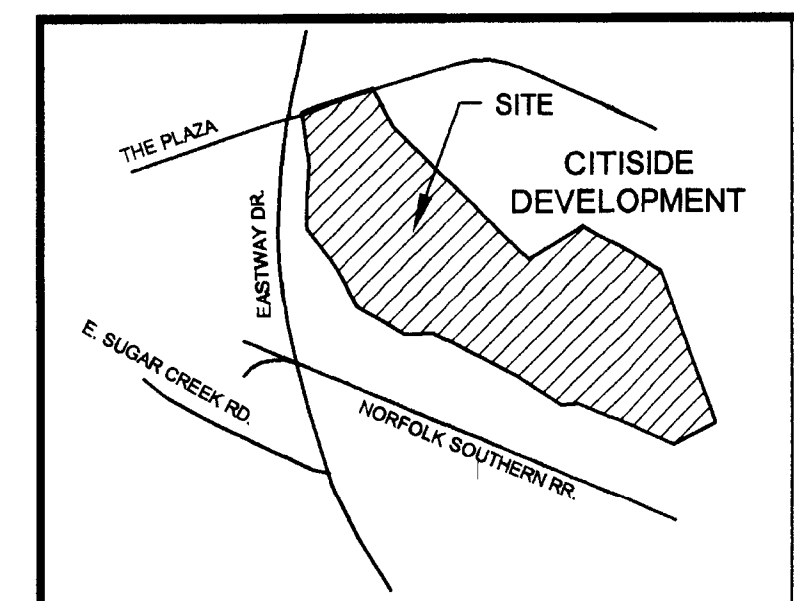 SITE
THE PLAZA
CITISIDE
DEVELOPMENT
EASTWAY DR.
E. SUGAR CREEK RD.
NORFOLK SOUTHERN RR.